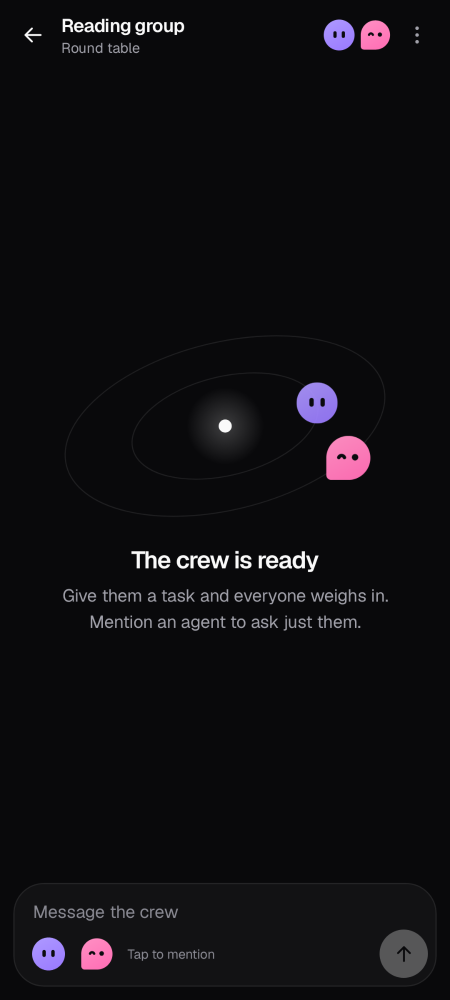 Reading group
Round table
The crew is ready
Give them a task and everyone weighs in.
Mention an agent to ask just them.
Message the crew
Tap to mention